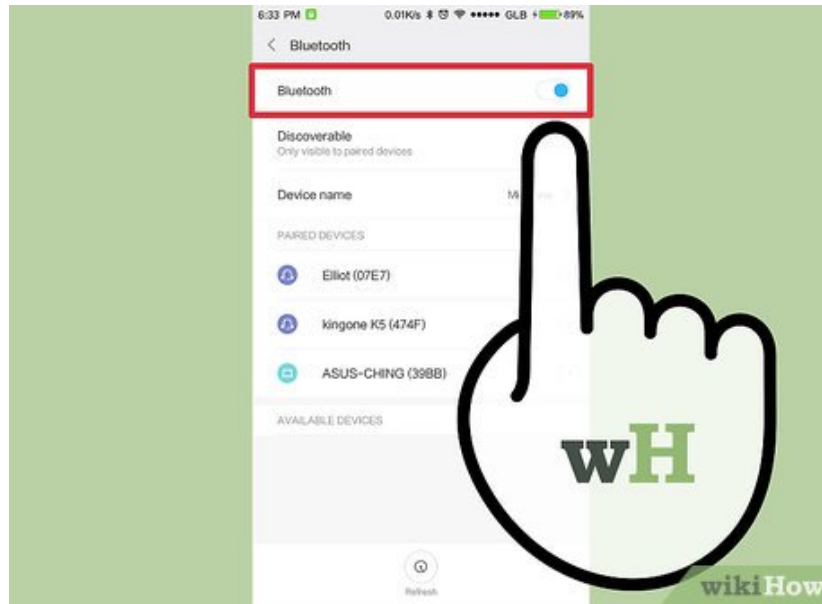 6:33 PM 0.01K/s GLB 89%
Bluetooth
Bluetooth
Discoverable
Only visible to paired devices
Device name
PAIRED DEVICES
Elliot (07E7)
kingone K5 (474F)
ASUS-CHING (39BB)
AVAILABLE DEVICES
wH
Refresh
wikiHow